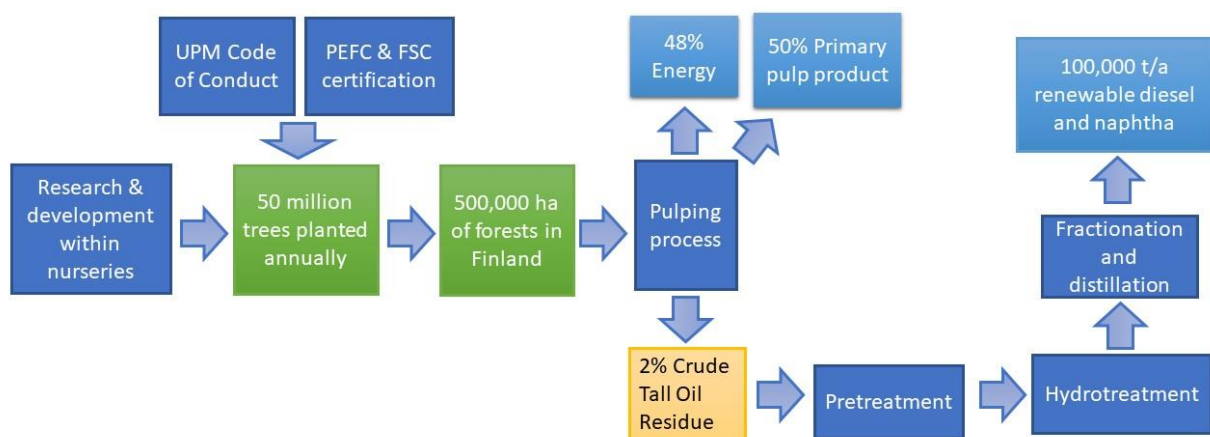 UPM Code
of Conduct
PEFC & FSC
certification
48%
Energy
50% Primary
pulp product
100,000 t/a
renewable diesel
and naphtha
Research &
development
within
nurseries
50 million
trees planted
annually
500,000 ha
of forests in
Finland
Pulping
process
Fractionation
and
distillation
2% Crude
Tall Oil
Residue
Pretreatment
Hydrotreatment